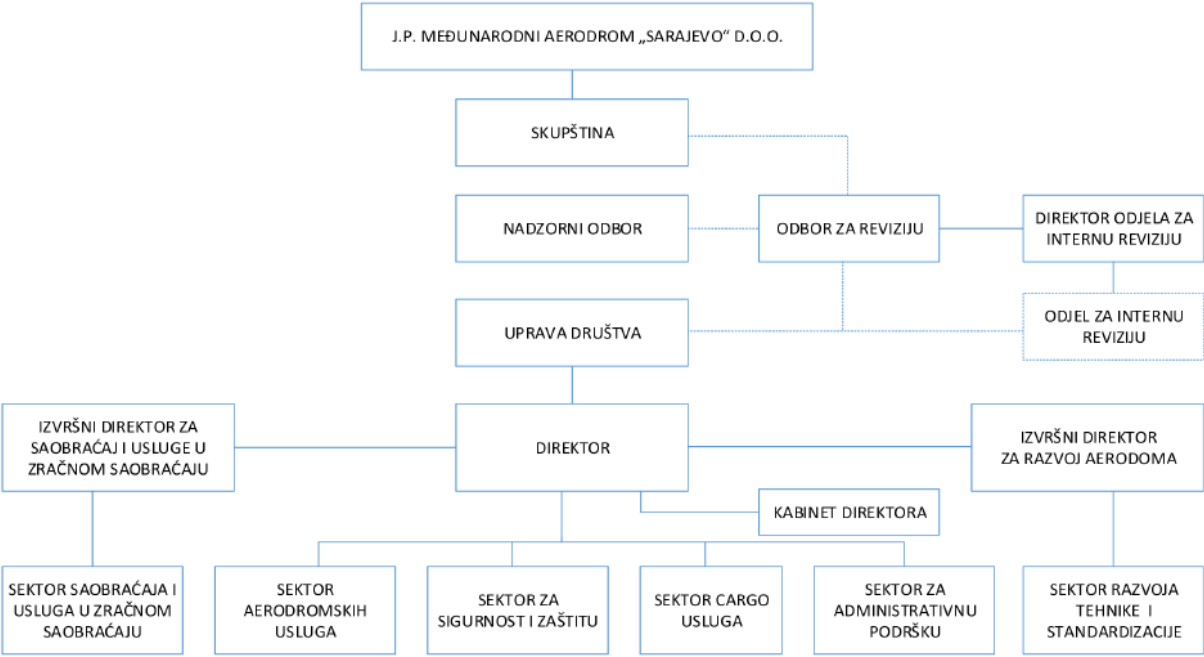 J.P. MEĐUNARODNI AERODROM „SARAJEVO“ D.O.O.
SKUPŠTINA
NADZORNI ODBOR
ODBOR ZA REVIZIJU
DIREKTOR ODJELA ZA
INTERNU REVIZIJU
UPRAVA DRUŠTVA
ODJEL ZA INTERNU
REVIZIJU
IZVRŠNI DIREKTOR ZA
SAOBRAĆAJ I USLUGE U
ZRAČNOM SAOBRAĆAJU
DIREKTOR
IZVRŠNI DIREKTOR
ZA RAZVOJ AERODOMA
KABINET DIREKTORA
SEKTOR SAOBRAĆAJA I
USLUGA U ZRAČNOM
SAOBRAĆAJU
SEKTOR
AERODROMSKIH
USLUGA
SEKTOR ZA
SIGURNOST I ZAŠTITU
SEKTOR CARGO
USLUGA
SEKTOR ZA
ADMINISTRATIVNU
PODRŠKU
SEKTOR RAZVOJA
TEHNIKE I
STANDARDIZACIJE